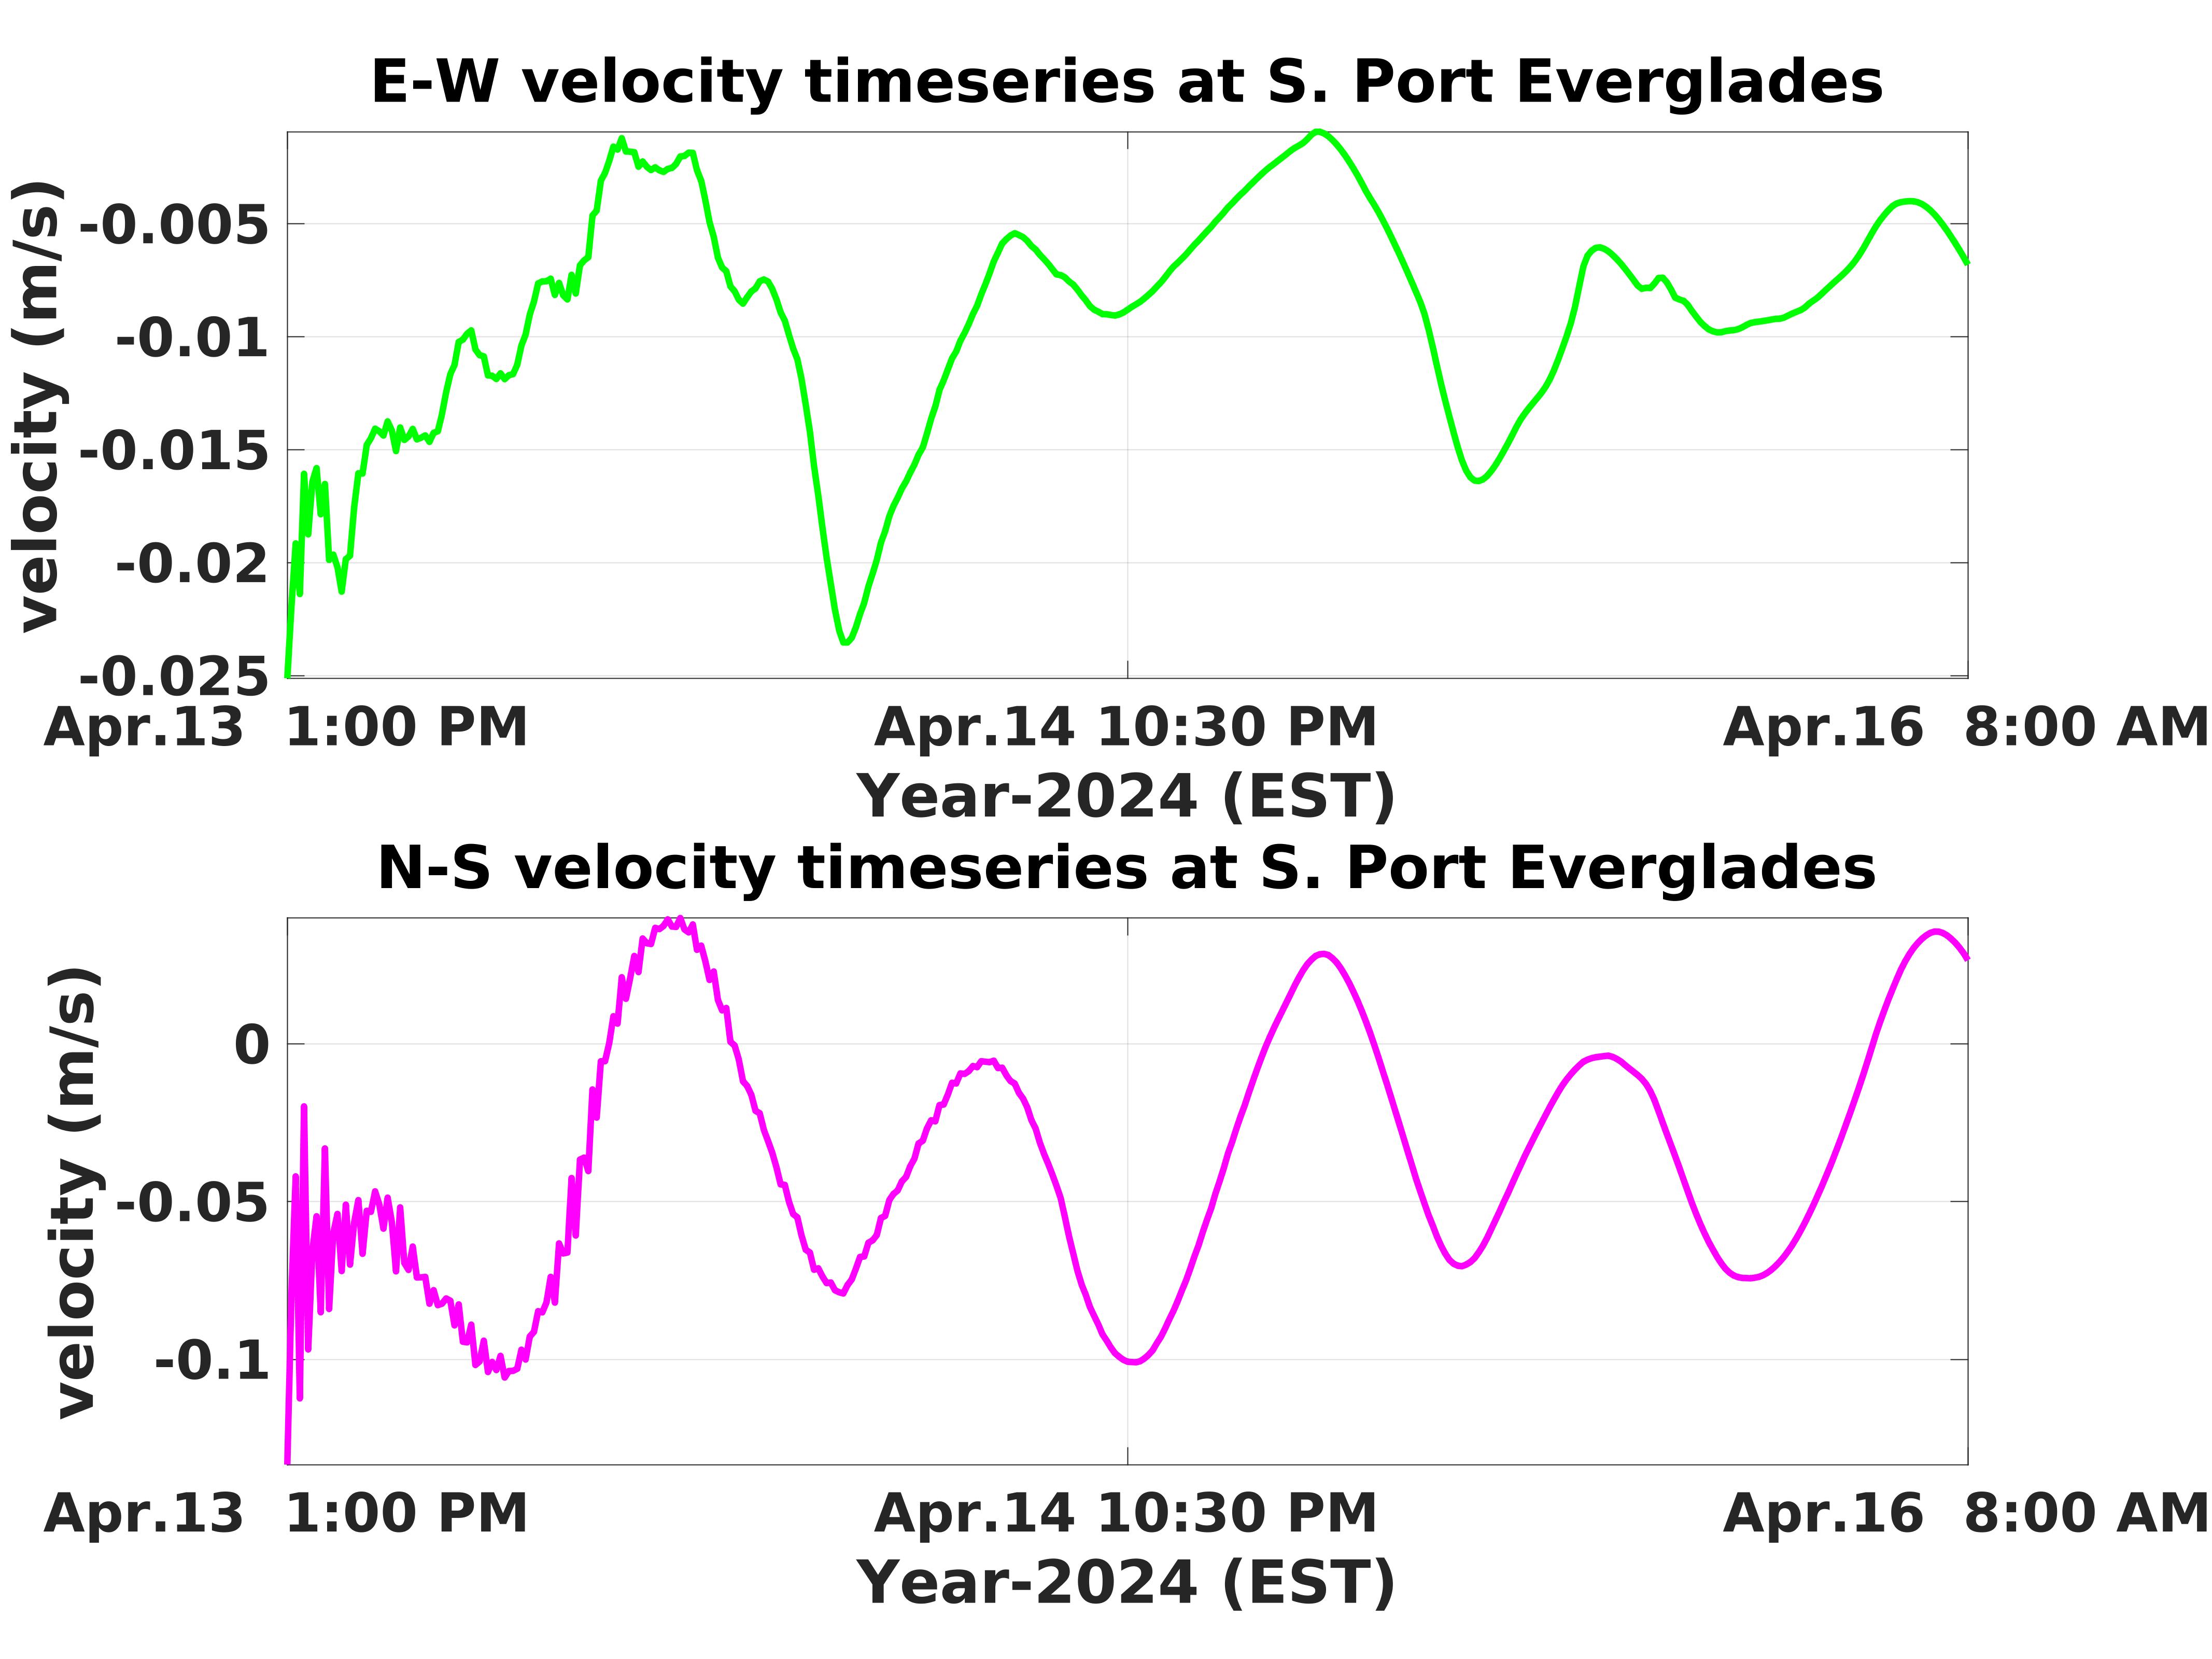 E-W velocity timeseries at S. Port Everglades
velocity (m/s)
-0.005
-0.01
-0.015
-0.02
-0.025
Apr.13  1:00 PM
Apr.14 10:30 PM
Apr.16  8:00 AM
Year-2024 (EST)
N-S velocity timeseries at S. Port Everglades
velocity (m/s)
0
-0.05
-0.1
Apr.13  1:00 PM
Apr.14 10:30 PM
Apr.16  8:00 AM
Year-2024 (EST)